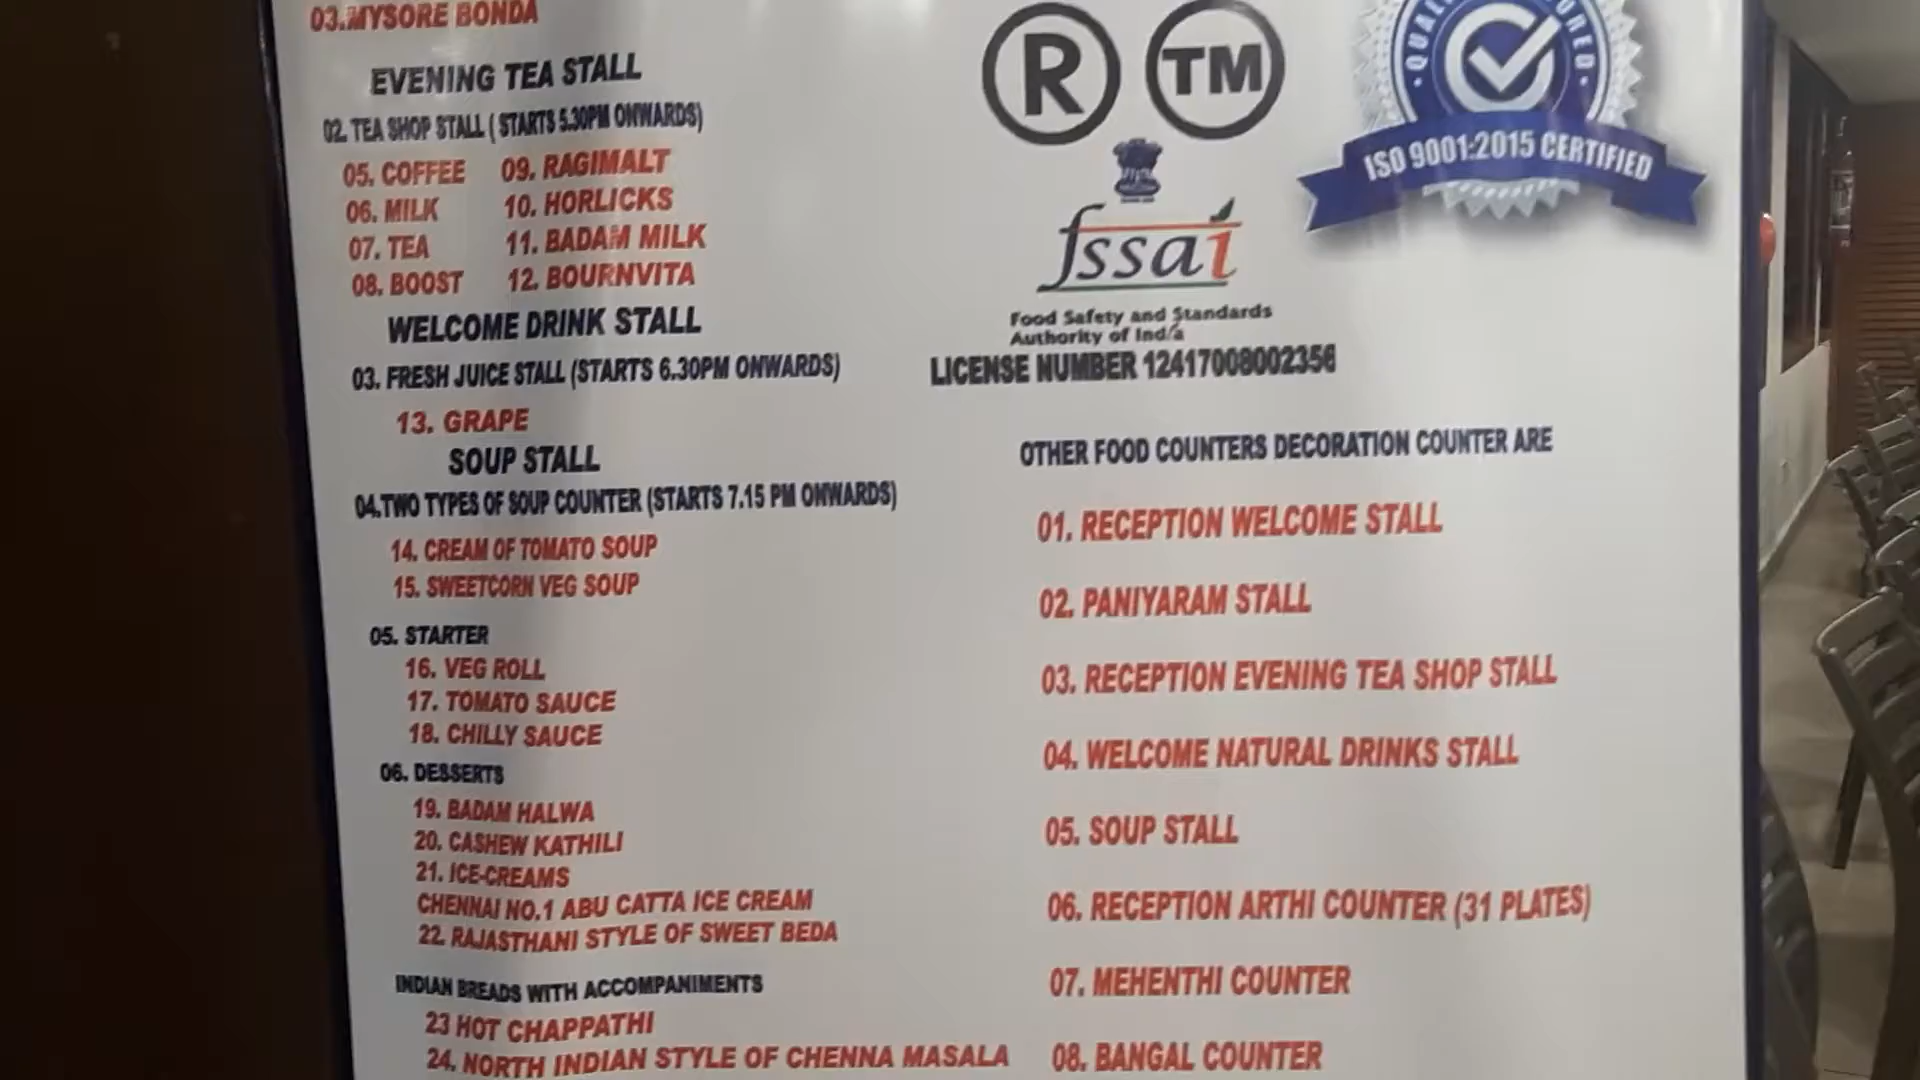 03.MYSORE BONDA
EVENING TEA STALL
02. TEA SHOP STALL ( STARTS 5.30PM ONWARDS)
05. COFFEE 09. RAGIMALT
06. MILK 10. HORLICKS
07. TEA 11. BADAM MILK
08. BOOST 12. BOURNVITA
WELCOME DRINK STALL
03. FRESH JUICE STALL (STARTS 6.30PM ONWARDS)
13. GRAPE
SOUP STALL
04.TWO TYPES OF SOUP COUNTER (STARTS 7.15 PM ONWARDS)
14. CREAM OF TOMATO SOUP
15. SWEETCORN VEG SOUP
05. STARTER
16. VEG ROLL
17. TOMATO SAUCE
18. CHILLY SAUCE
06. DESSERTS
19. BADAM HALWA
20. CASHEW KATHILI
21. ICE-CREAMS
CHENNAI NO.1 ABU CATTA ICE CREAM
22. RAJASTHANI STYLE OF SWEET BEDA
INDIAN BREADS WITH ACCOMPANIMENTS
23 HOT CHAPPATHI
24. NORTH INDIAN STYLE OF CHENNA MASALA
R TM
ISO 9001:2015 CERTIFIED
fssai
Food Safety and Standards
Authority of India
LICENSE NUMBER 12417008002356
OTHER FOOD COUNTERS DECORATION COUNTER ARE
01. RECEPTION WELCOME STALL
02. PANIYARAM STALL
03. RECEPTION EVENING TEA SHOP STALL
04. WELCOME NATURAL DRINKS STALL
05. SOUP STALL
06. RECEPTION ARTHI COUNTER (31 PLATES)
07. MEHENTHI COUNTER
08. BANGAL COUNTER